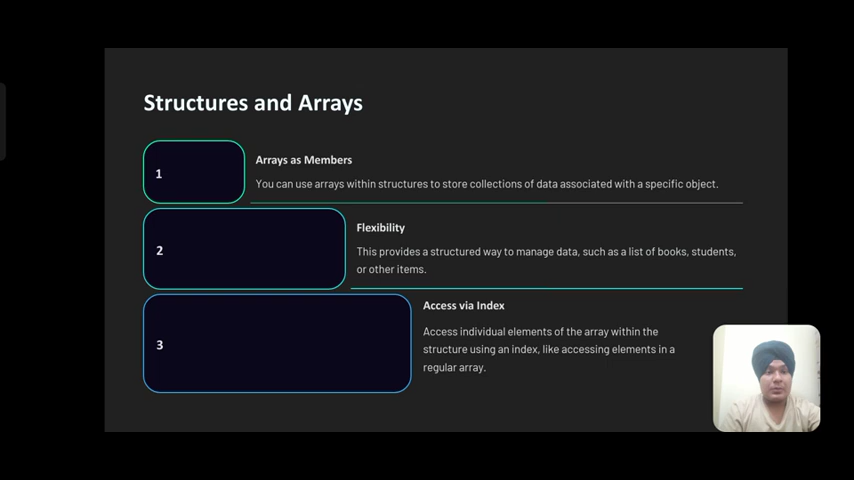 Structures and Arrays
1
Arrays as Members
You can use arrays within structures to store collections of data associated with a specific object.
2
Flexibility
This provides a structured way to manage data, such as a list of books, students,
or other items.
3
Access via Index
Access individual elements of the array within the
structure using an index, like accessing elements in a
regular array.